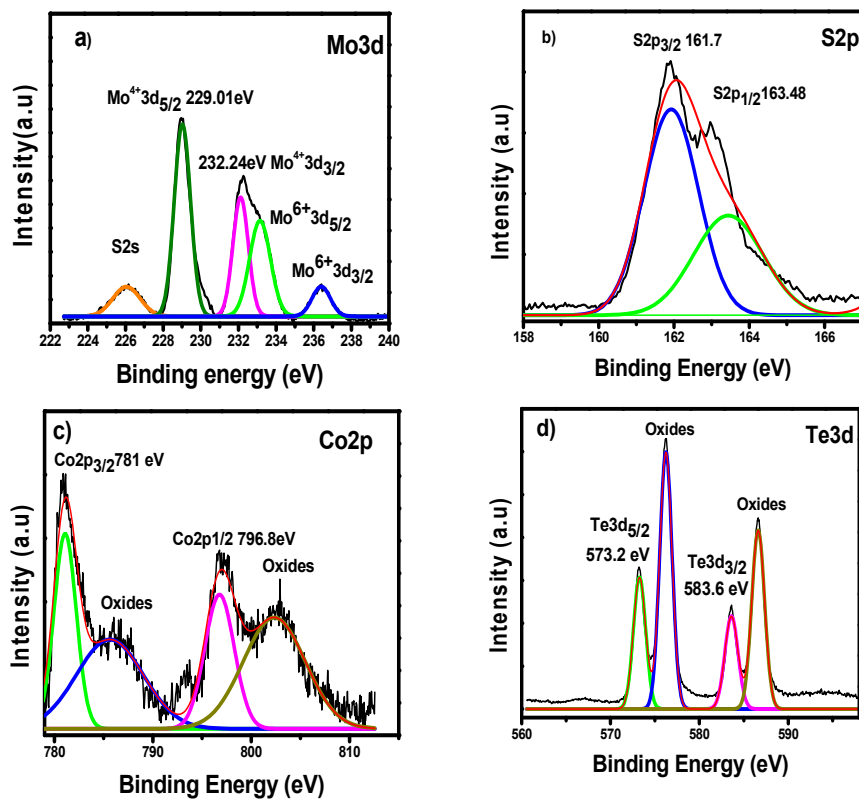 a)
Mo3d
Mo⁴⁺3d₅/₂ 229.01eV
232.24eV Mo⁴⁺3d₃/₂
Mo⁶⁺3d₅/₂
S2s
Mo⁶⁺3d₃/₂
222 224 226 228 230 232 233 234 236 238 240
Binding energy (eV)
Intensity(a.u)
b)
S2p
S2p₃/₂ 161.7
S2p₁/₂ 163.48
158 160 162 164 166
Binding Energy (eV)
Intensity (a.u)
c)
Co2p
Co2p₃/₂ 781 eV
Co2p1/2 796.8eV
Oxides
Oxides
780 790 800 810
Binding Energy (eV)
Intensity (a.u)
d)
Te3d
Oxides
Te3d₅/₂
573.2 eV
Oxides
Te3d₃/₂
583.6 eV
560 570 580 590
Binding Energy (eV)
Intensity (a.u)